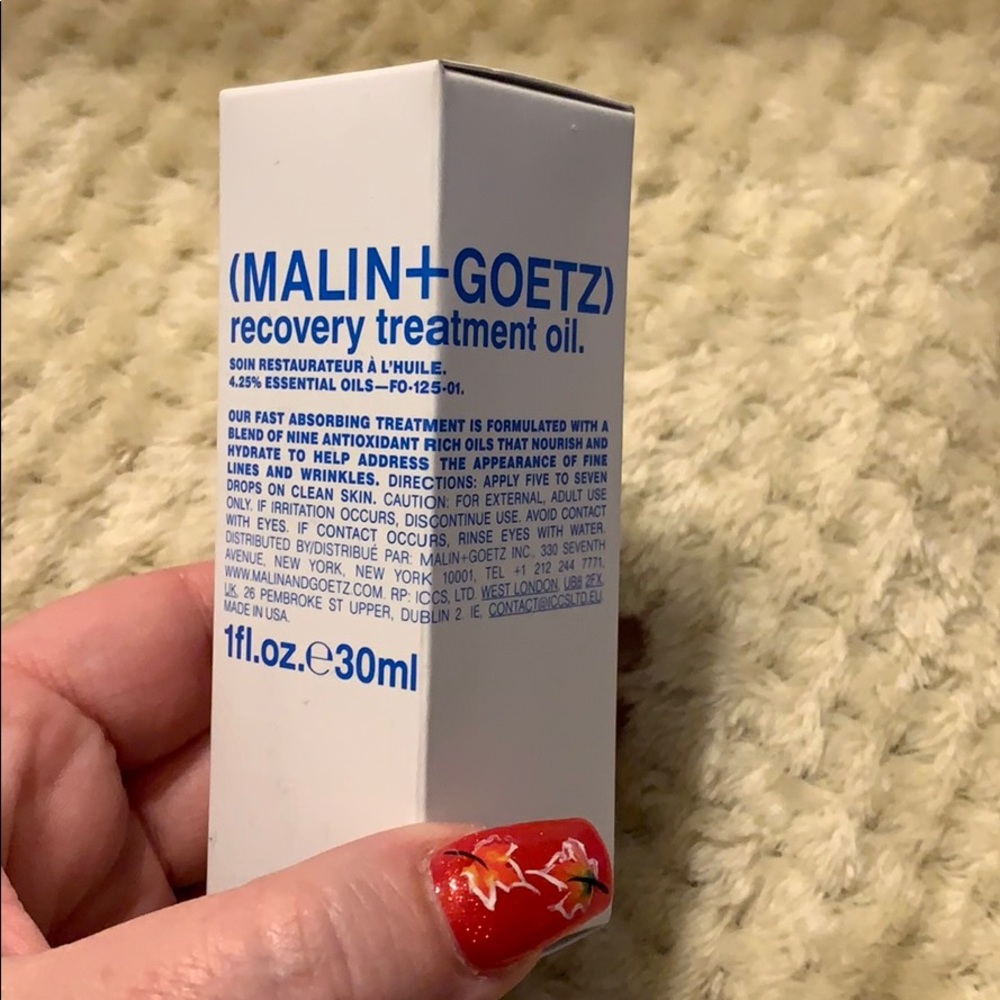 (MALIN+GOETZ)
recovery treatment oil.
SOIN RESTAURATEUR À L'HUILE.
4.25% ESSENTIAL OILS—FO-125-01.
OUR FAST ABSORBING TREATMENT IS FORMULATED WITH A
BLEND OF NINE ANTIOXIDANT RICH OILS THAT NOURISH AND
HYDRATE TO HELP ADDRESS THE APPEARANCE OF FINE
LINES AND WRINKLES. DIRECTIONS: APPLY FIVE TO SEVEN
DROPS ON CLEAN SKIN. CAUTION: FOR EXTERNAL, ADULT USE
ONLY. IF IRRITATION OCCURS, DISCONTINUE USE. AVOID CONTACT
WITH EYES. IF CONTACT OCCURS, RINSE EYES WITH WATER.
DISTRIBUTED BY/DISTRIBUÉ PAR: MALIN+GOETZ INC. 330 SEVENTH
AVENUE, NEW YORK, NEW YORK 10001, TEL +1 212 244 7771,
WWW.MALINANDGOETZ.COM. RP: ICCS, LTD WEST LONDON, UB8 2FX,
UK, 26 PEMBROKE ST UPPER, DUBLIN 2. IE, CONTACT@ICCSLTD.EU.
MADE IN USA.
1fl.oz.℮30ml